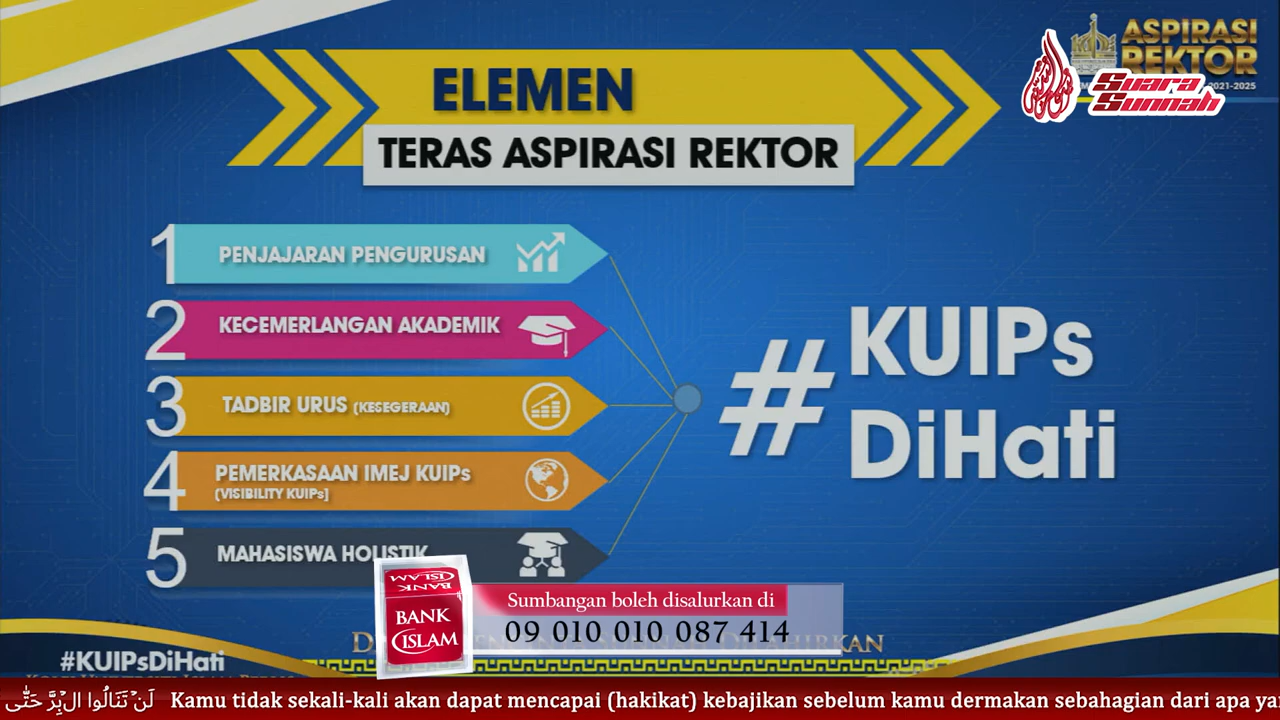 ASPIRASI
REKTOR
2021-2025
Suara
Sunnah
ELEMEN
TERAS ASPIRASI REKTOR
1 PENJAJARAN PENGURUSAN
2 KECEMERLANGAN AKADEMIK
3 TADBIR URUS (KESEGERAAN)
4 PEMERKASAAN IMEJ KUIPs
(VISIBILITY KUIPs]
5 MAHASISWA HOLISTIK
# KUIPs
DiHati
BANK
ISLAM
BANK
ISLAM
Sumbangan boleh disalurkan di
09 010 010 087 414
#KUIPsDiHati
لَنْ تَنَالُوا الْبِرَّ حَتَّى Kamu tidak sekali-kali akan dapat mencapai (hakikat) kebajikan sebelum kamu dermakan sebahagian dari apa